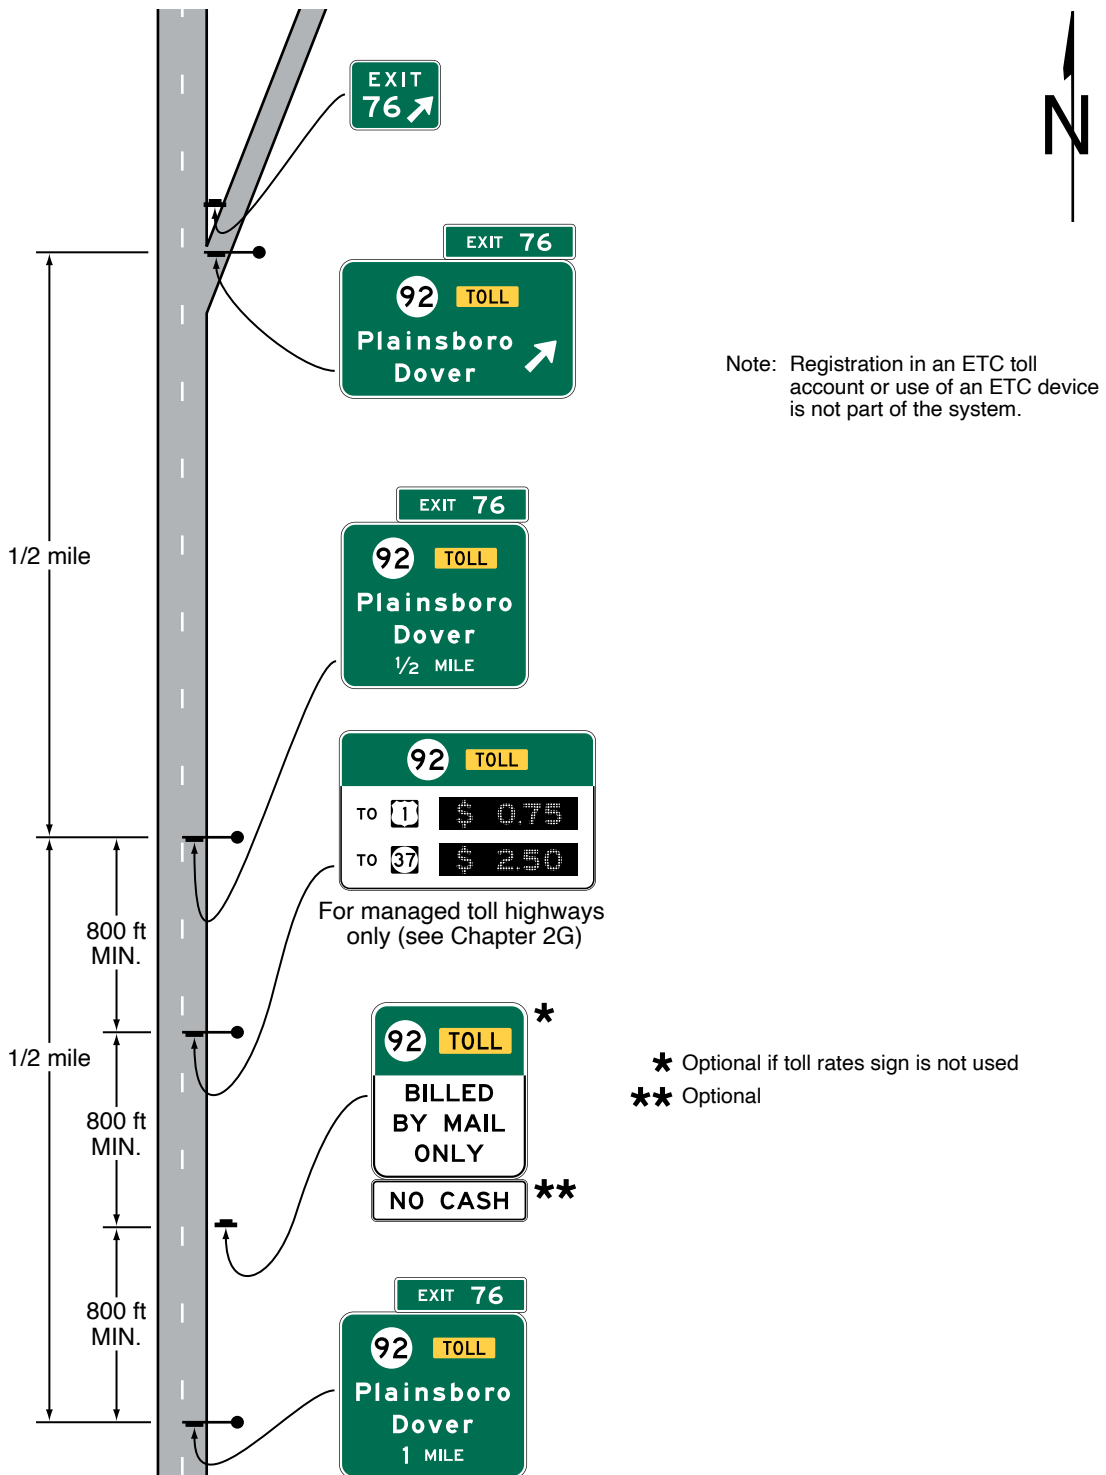 EXIT
76
N
EXIT 76
92 TOLL
Plainsboro
Dover
Note: Registration in an ETC toll
account or use of an ETC device
is not part of the system.
1/2 mile
EXIT 76
92 TOLL
Plainsboro
Dover
1/2 MILE
92 TOLL
TO 1 $ 0.75
TO 37 $ 2.50
For managed toll highways
only (see Chapter 2G)
800 ft
MIN.
1/2 mile
92 TOLL *
BILLED
BY MAIL
ONLY
NO CASH **
* Optional if toll rates sign is not used
** Optional
800 ft
MIN.
800 ft
MIN.
EXIT 76
92 TOLL
Plainsboro
Dover
1 MILE